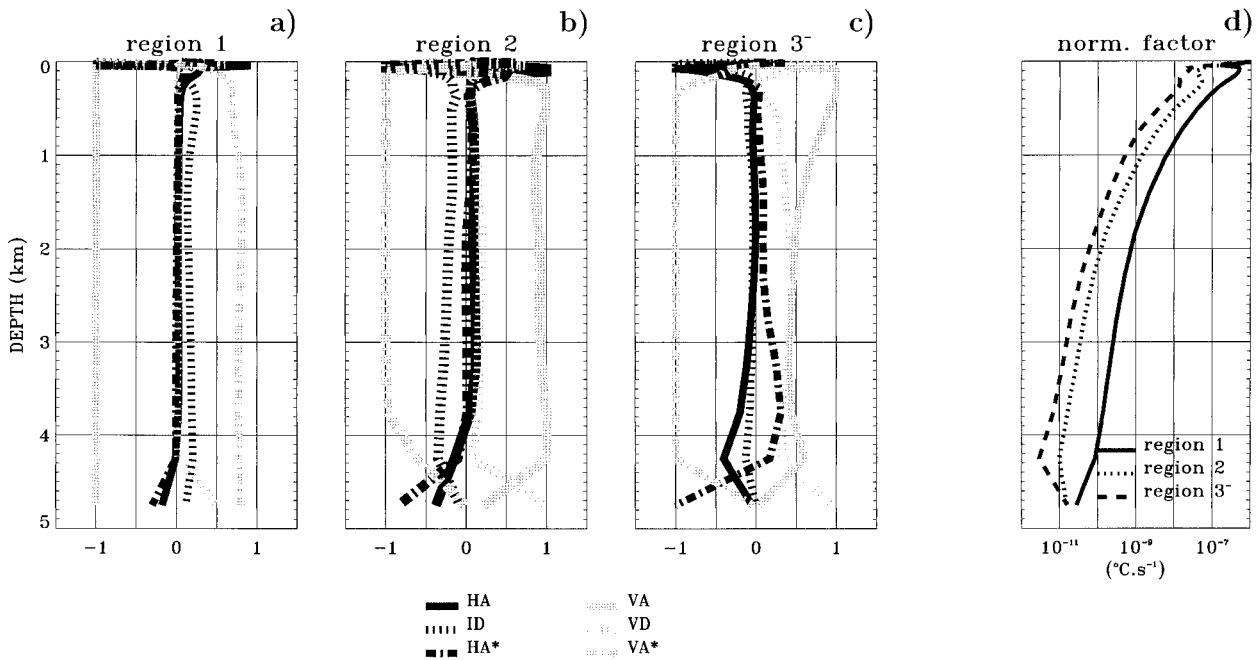 a)
region 1
b)
region 2
c)
region 3-
d)
norm. factor
DEPTH (km)
0
1
2
3
4
5
-1 0 1
-1 0 1
-1 0 1
region 1
region 2
region 3-
10-11 10-9 10-7
(°C.s-1)
HA
ID
HA*
VA
VD
VA*